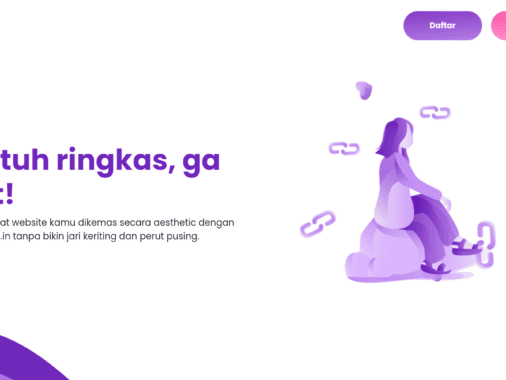 Daftar
tuh ringkas, ga
t!
at website kamu dikemas secara aesthetic dengan
.in tanpa bikin jari keriting dan perut pusing.